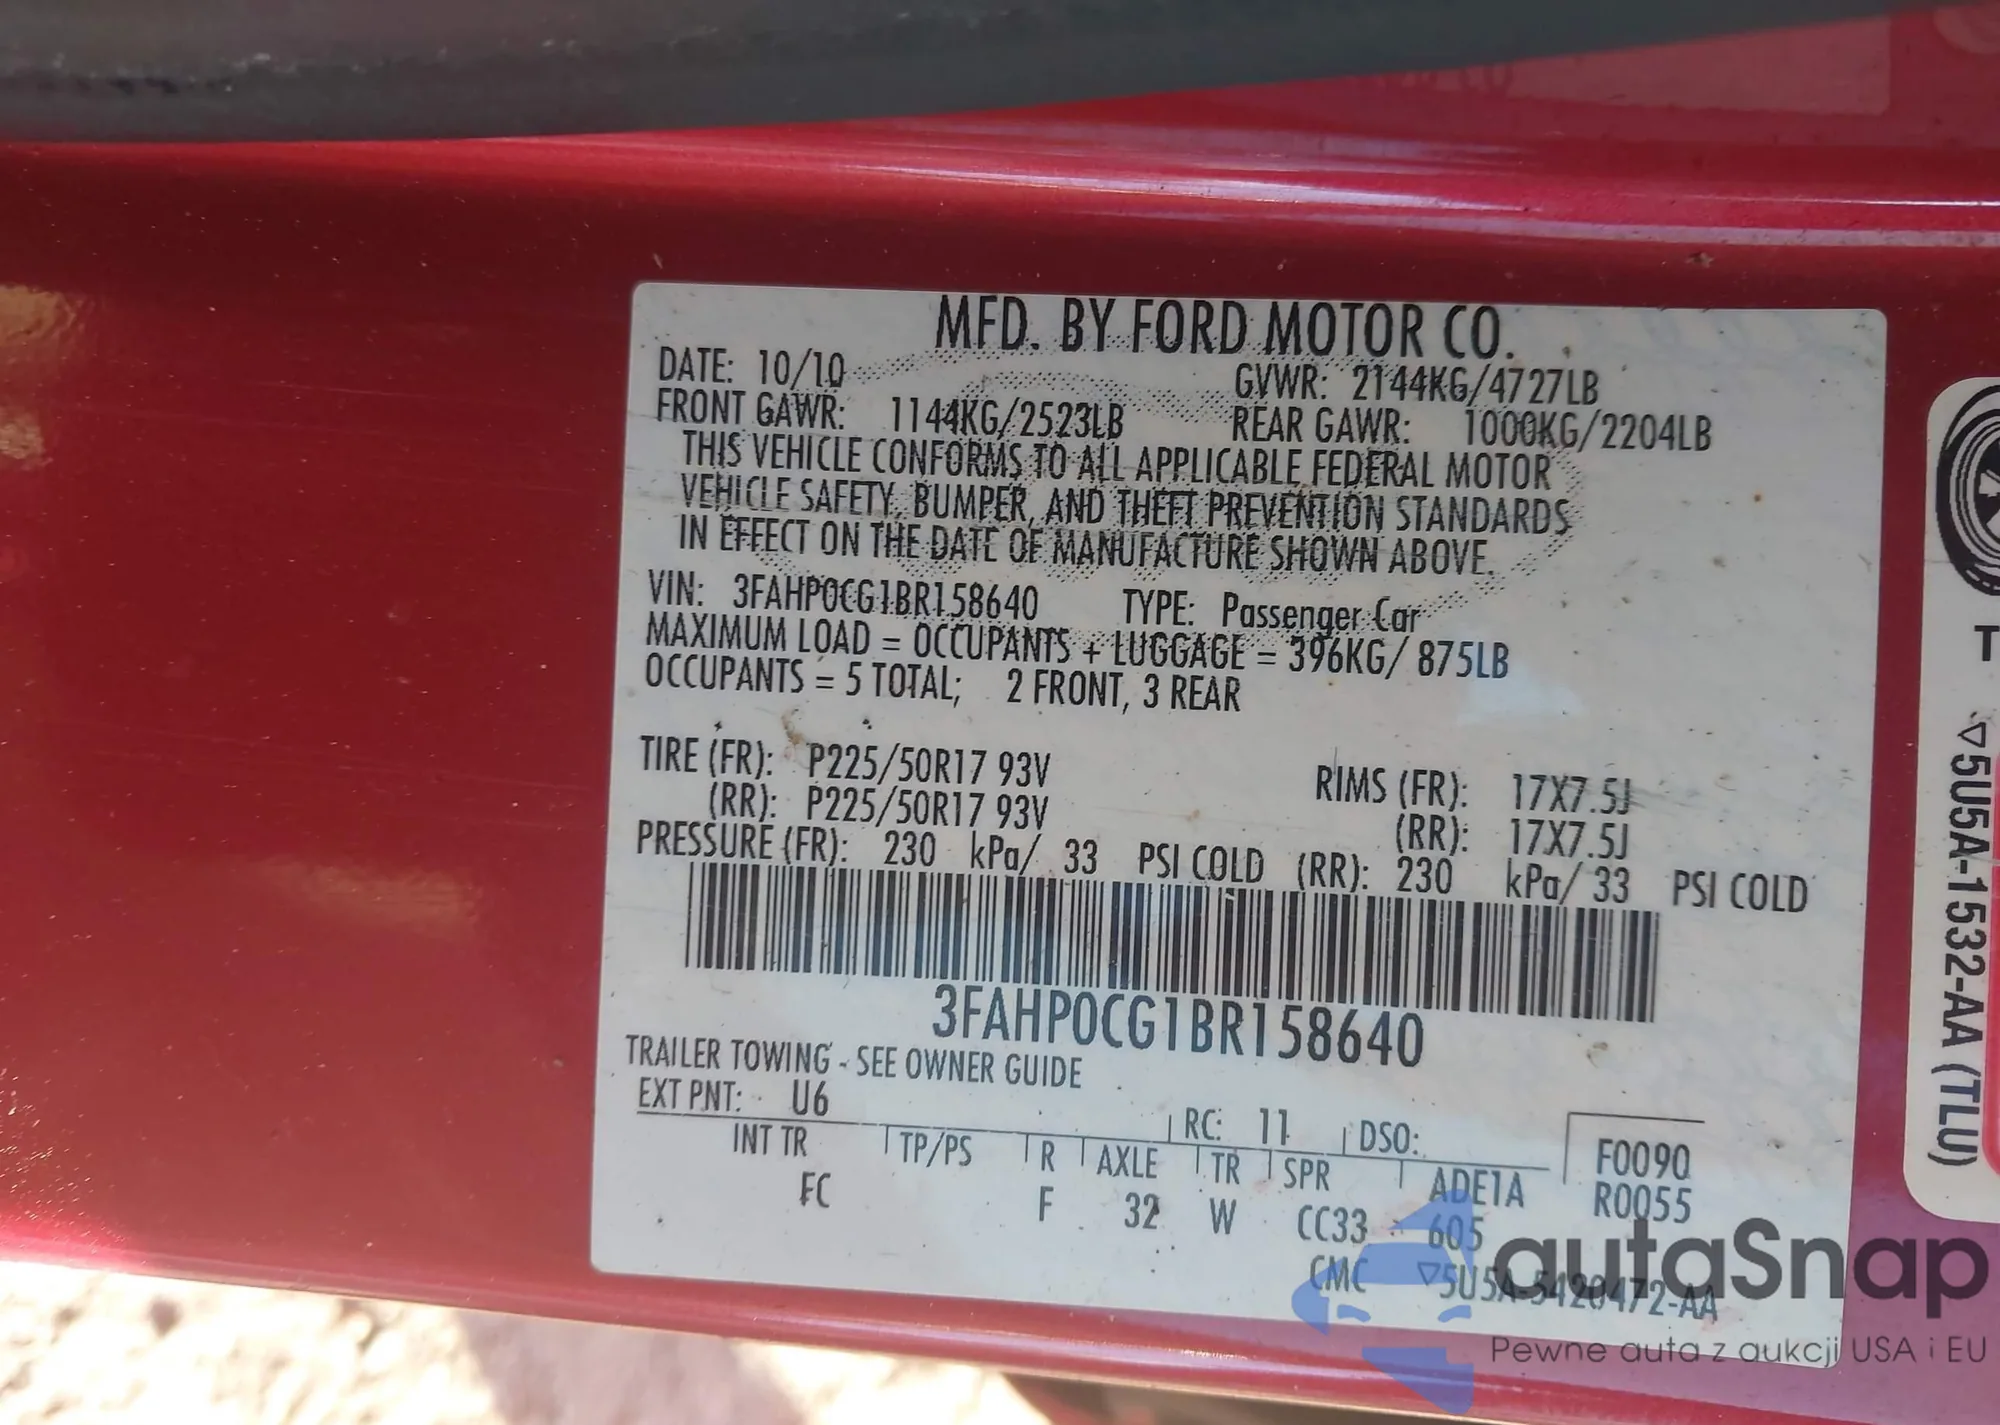 MFD. BY FORD MOTOR CO.
DATE: 10/10 GVWR: 2144KG/4727LB
FRONT GAWR: 1144KG/2523LB REAR GAWR: 1000KG/2204LB
THIS VEHICLE CONFORMS TO ALL APPLICABLE FEDERAL MOTOR
VEHICLE SAFETY, BUMPER, AND THEFT PREVENTION STANDARDS
IN EFFECT ON THE DATE OF MANUFACTURE SHOWN ABOVE.
VIN: 3FAHP0CG1BR158640 TYPE: Passenger Car
MAXIMUM LOAD = OCCUPANTS + LUGGAGE = 396KG/ 875LB
OCCUPANTS = 5 TOTAL; 2 FRONT, 3 REAR
TIRE (FR): P225/50R17 93V RIMS (FR): 17X7.5J
(RR): P225/50R17 93V (RR): 17X7.5J
PRESSURE (FR): 230 kPa/ 33 PSI COLD (RR): 230 kPa/ 33 PSI COLD
3FAHP0CG1BR158640
TRAILER TOWING - SEE OWNER GUIDE
EXT PNT: U6 RC: 11 DSO: F0090
INT TR TP/PS R AXLE TR SPR ADE1A R0055
FC F 32 W CC33 605
CMC ▽5U5A-5420472-AA
T
▽5U5A-1532-AA (TLU)
autaSnap
Pewne auta z aukcji USA i EU